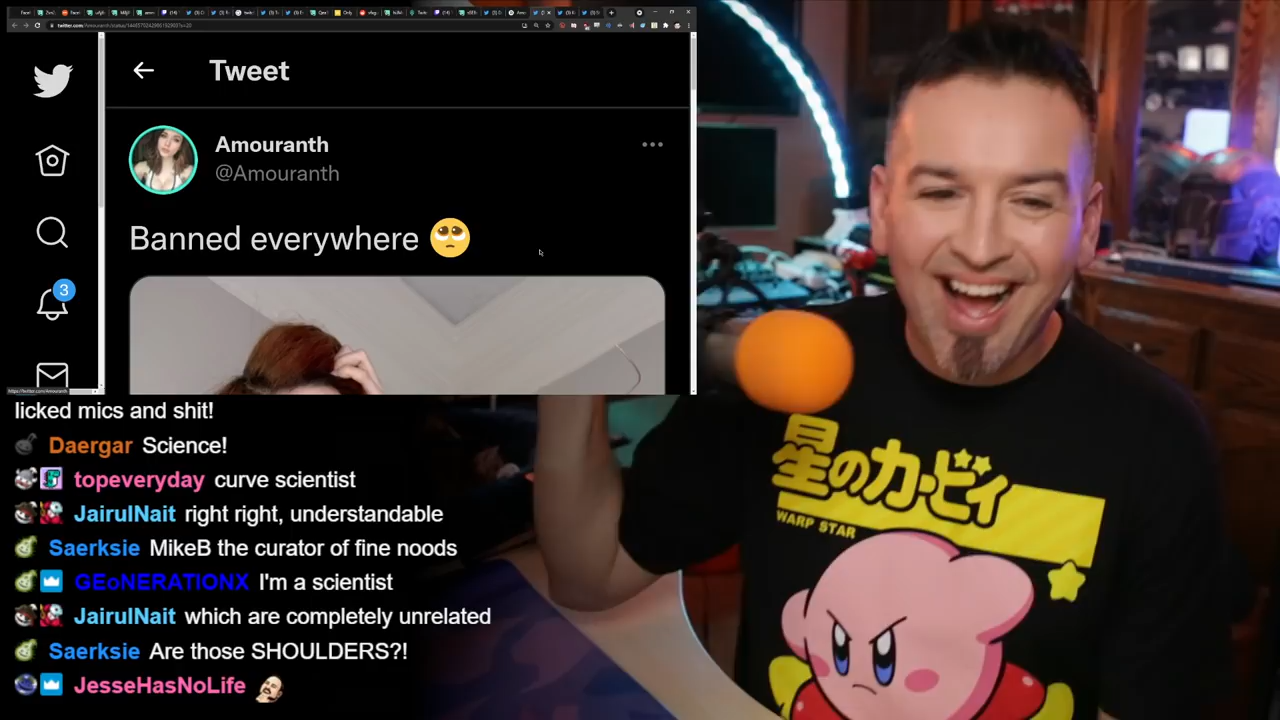 Tweet
Amouranth
@Amouranth
Banned everywhere 🥺
3
licked mics and shit!
Daergar Science!
topeveryday curve scientist
JairulNait right right, understandable
Saerksie MikeB the curator of fine noods
GEoNERATIONX I'm a scientist
JairulNait which are completely unrelated
Saerksie Are those SHOULDERS?!
JesseHasNoLife
星のカービィ
WARP STAR